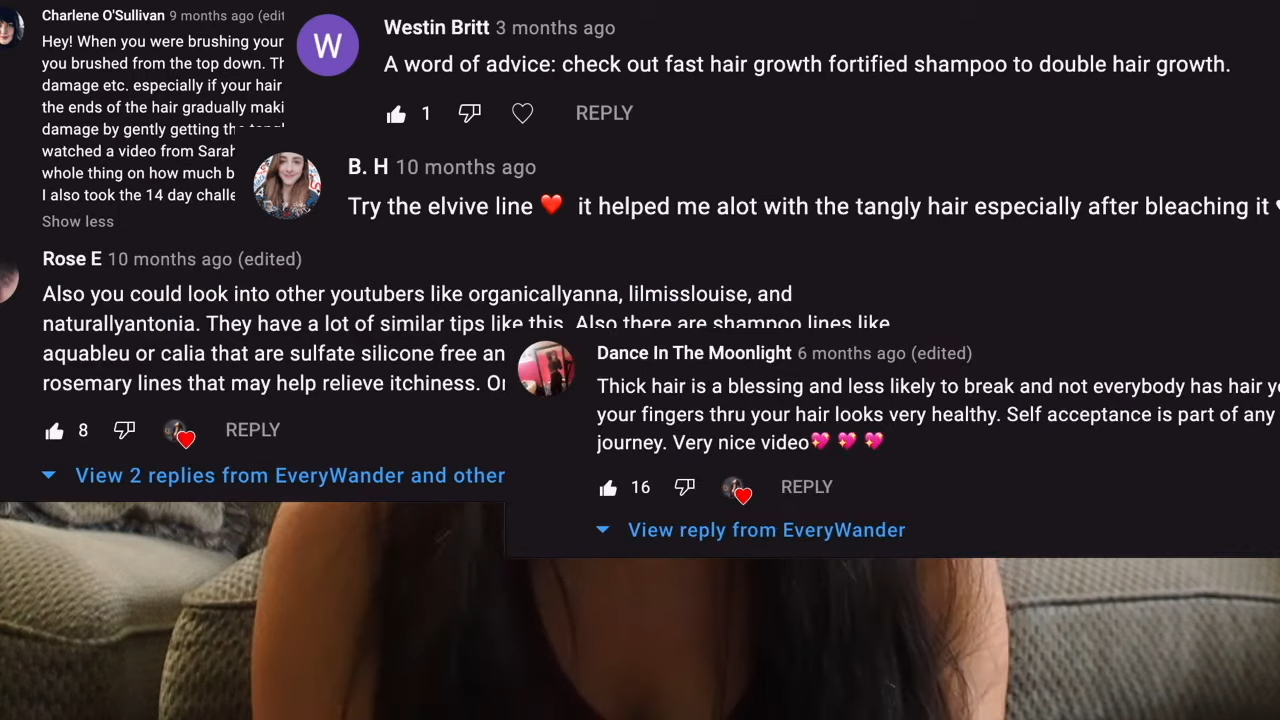 Charlene O'Sullivan 9 months ago
Hey! When you were brushing your
you brushed from the top down.
damage etc. especially if your hair
the ends of the hair gradually
damage by gently getting
watched a video from Sarah
whole thing on how much
I also took the 14 day
Show less
W
Westin Britt 3 months ago
A word of advice: check out fast hair growth fortified shampoo to double hair growth.
1 REPLY
B. H 10 months ago
Try the elvive line ❤️ it helped me alot with the tangly hair especially after bleaching it
Rose E 10 months ago (edited)
Also you could look into other youtubers like organicallyanna, lilmisslouise, and
naturallyantonia. They have a lot of similar tips like this. Also there are shampoo lines like
aquableu or calia that are sulfate silicone free
rosemary lines that may help relieve itchiness.
8 REPLY
View 2 replies from EveryWander and other
Dance In The Moonlight 6 months ago (edited)
Thick hair is a blessing and less likely to break and not everybody has hair
your fingers thru your hair looks very healthy. Self acceptance is part of any
journey. Very nice video💖 💖 💖
16 REPLY
View reply from EveryWander